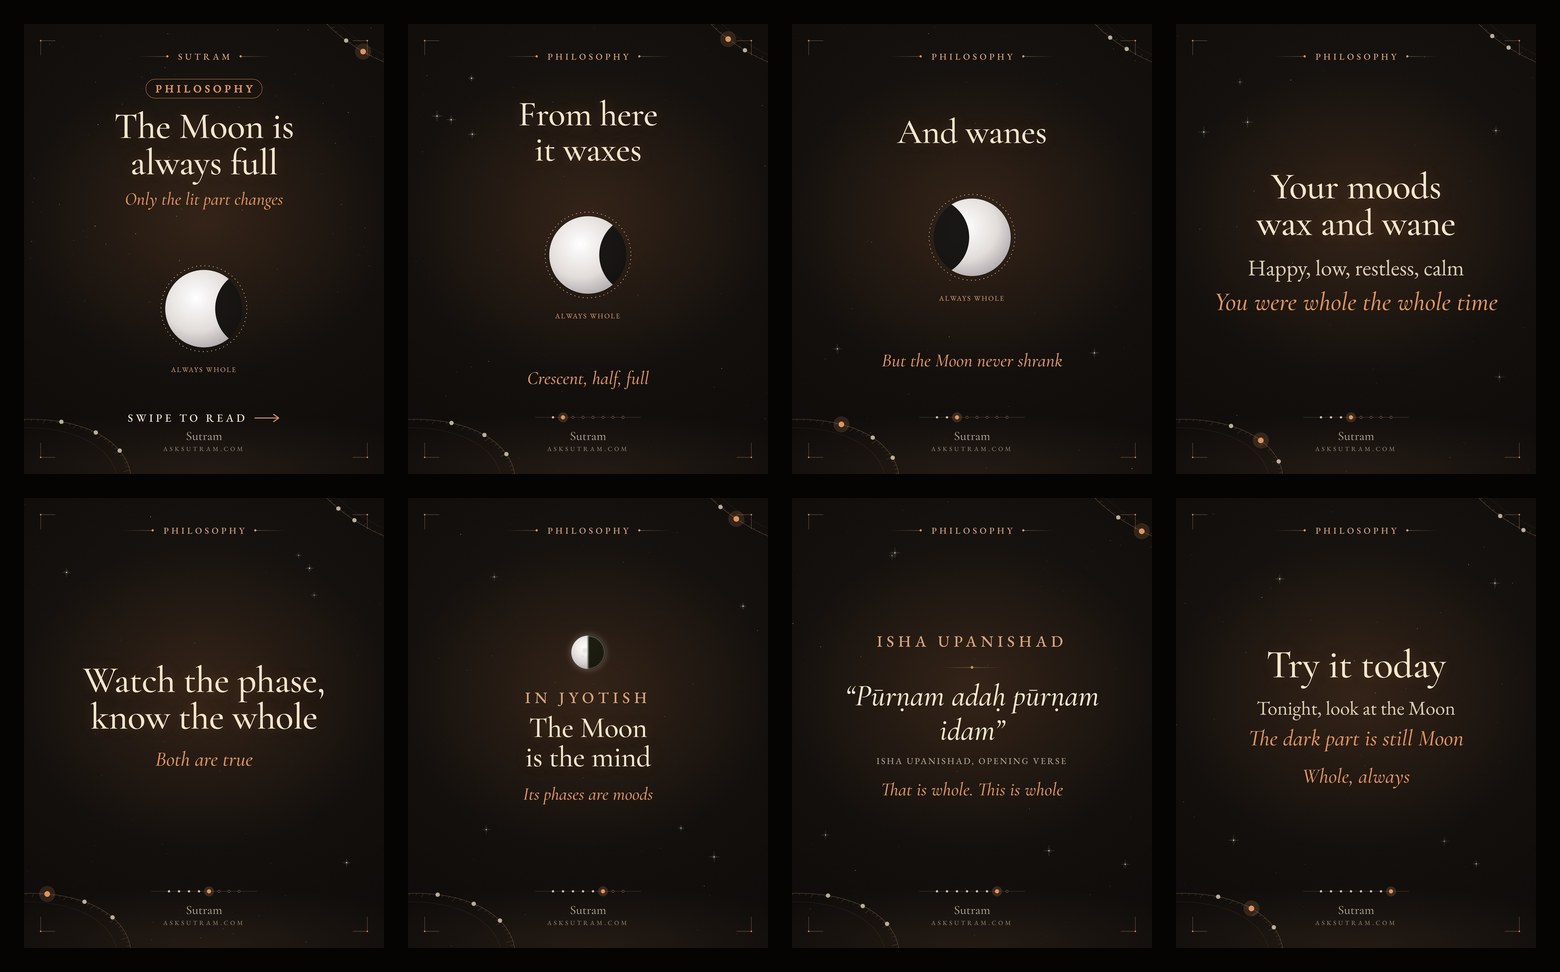 SUTRAM
PHILOSOPHY
The Moon is
always full
Only the lit part changes
ALWAYS WHOLE
SWIPE TO READ
Sutram
ASKSUTRAM.COM
PHILOSOPHY
From here
it waxes
ALWAYS WHOLE
Crescent, half, full
Sutram
ASKSUTRAM.COM
PHILOSOPHY
And wanes
ALWAYS WHOLE
But the Moon never shrank
Sutram
ASKSUTRAM.COM
PHILOSOPHY
Your moods
wax and wane
Happy, low, restless, calm
You were whole the whole time
Sutram
ASKSUTRAM.COM
PHILOSOPHY
Watch the phase,
know the whole
Both are true
Sutram
ASKSUTRAM.COM
PHILOSOPHY
IN JYOTISH
The Moon
is the mind
Its phases are moods
Sutram
ASKSUTRAM.COM
PHILOSOPHY
ISHA UPANISHAD
“Pūrṇam adaḥ pūrṇam
idam”
ISHA UPANISHAD, OPENING VERSE
That is whole. This is whole
Sutram
ASKSUTRAM.COM
PHILOSOPHY
Try it today
Tonight, look at the Moon
The dark part is still Moon
Whole, always
Sutram
ASKSUTRAM.COM